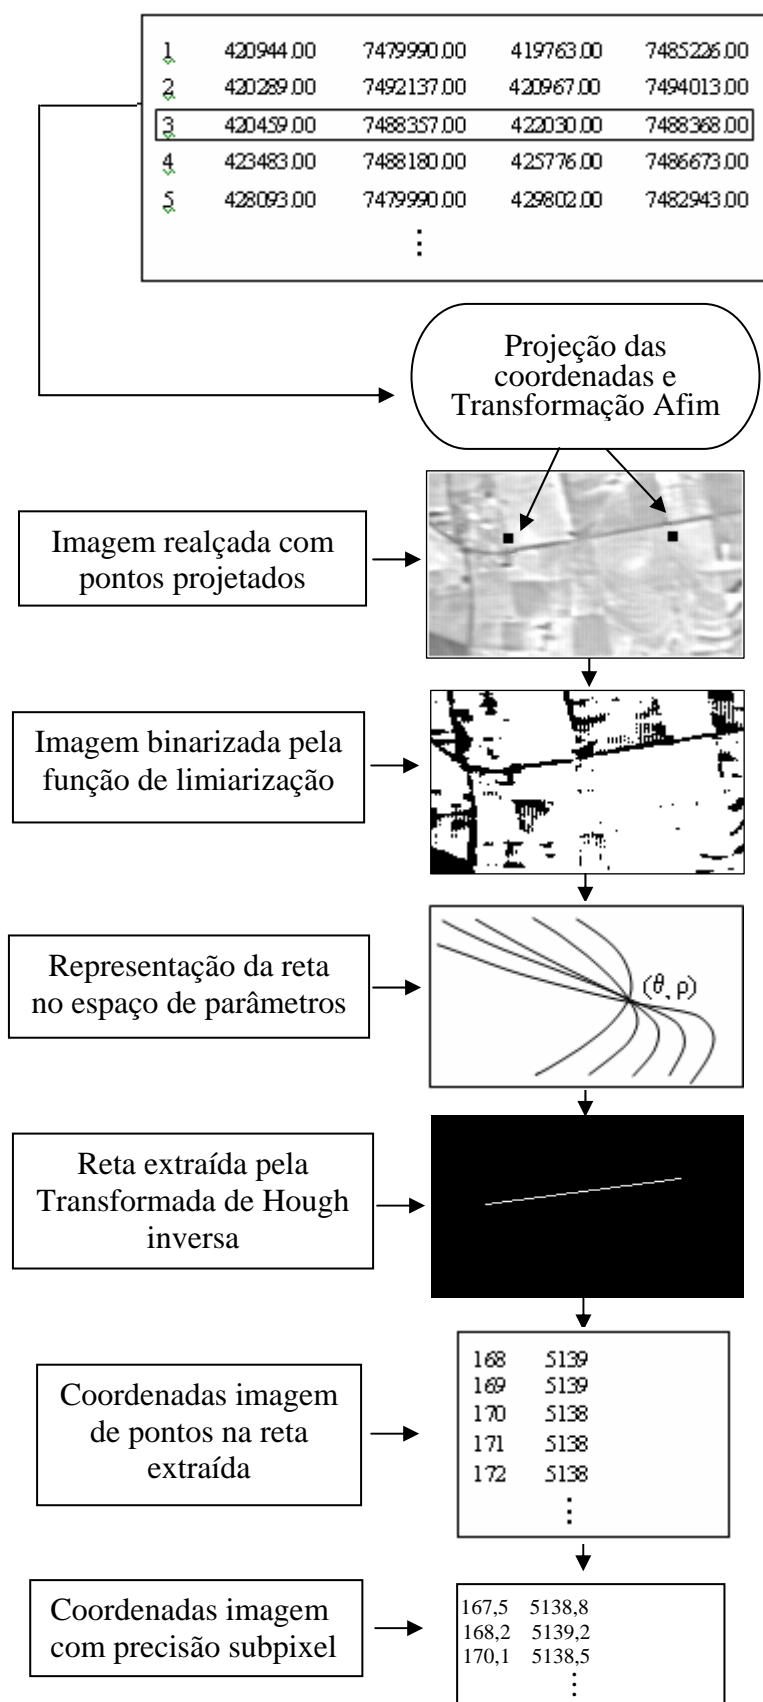 1 420944.00 7479990.00 419763.00 7485226.00
2 420289.00 7492137.00 420967.00 7494013.00
3 420459.00 7488357.00 422030.00 7488368.00
4 423483.00 7488180.00 425776.00 7486673.00
5 428093.00 7479990.00 429802.00 7482943.00
⋮
Projeção das
coordenadas e
Transformação Afim
Imagem realçada com
pontos projetados
Imagem binarizada pela
função de limiarização
Representação da reta
no espaço de parâmetros
(θ, ρ)
Reta extraída pela
Transformada de Hough
inversa
Coordenadas imagem
de pontos na reta
extraída
168 5139
169 5139
170 5138
171 5138
172 5138
⋮
Coordenadas imagem
com precisão subpixel
167,5 5138,8
168,2 5139,2
170,1 5138,5
⋮